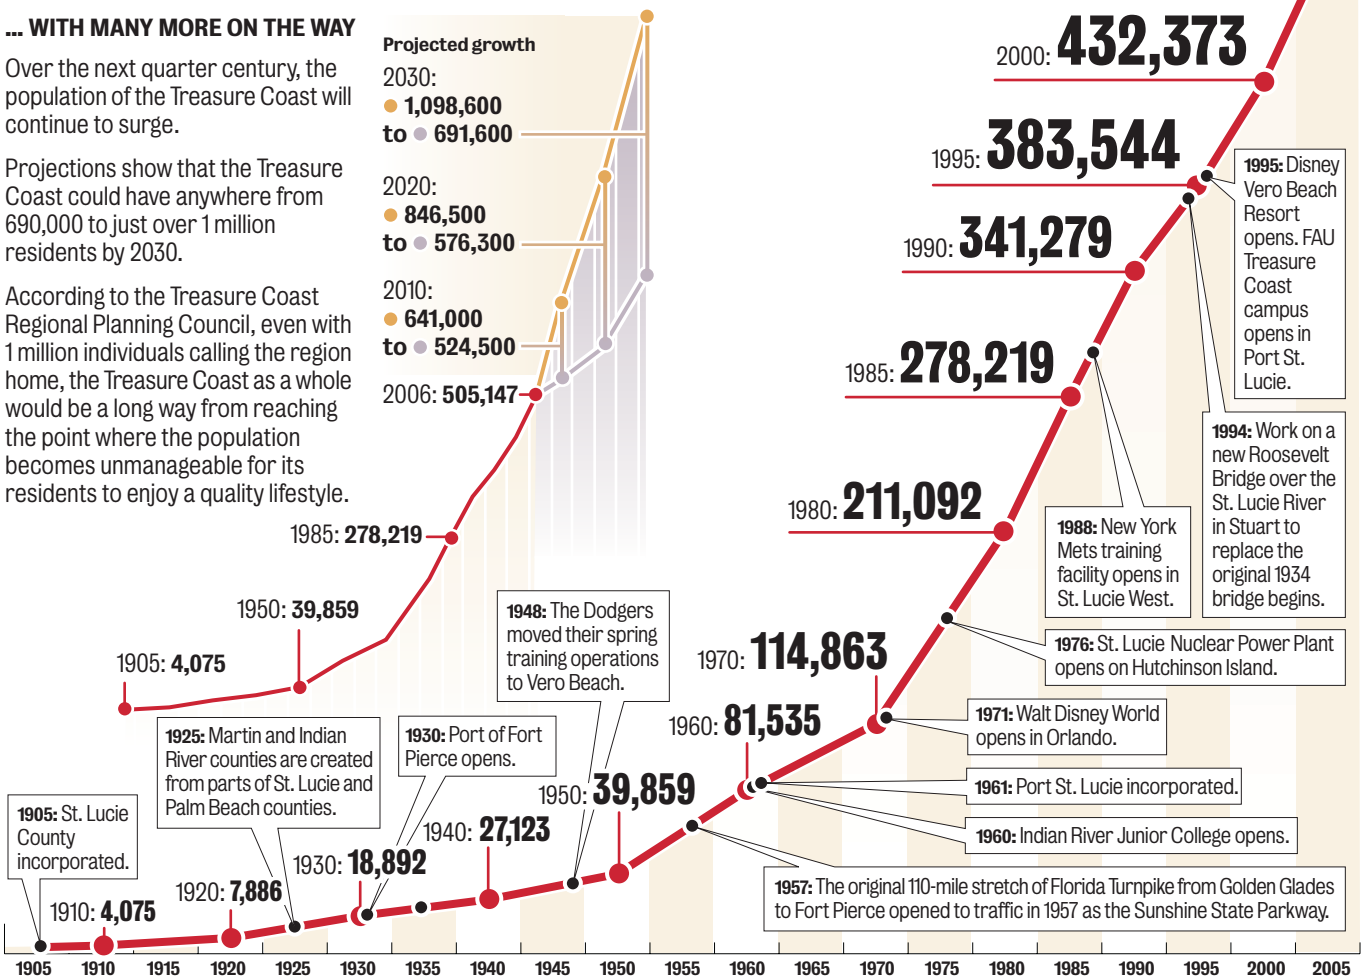 ... WITH MANY MORE ON THE WAY
Over the next quarter century, the
population of the Treasure Coast will
continue to surge.
Projections show that the Treasure
Coast could have anywhere from
690,000 to just over 1 million
residents by 2030.
According to the Treasure Coast
Regional Planning Council, even with
1 million individuals calling the region
home, the Treasure Coast as a whole
would be a long way from reaching
the point where the population
becomes unmanageable for its
residents to enjoy a quality lifestyle.
Projected growth
2030:
1,098,600
to 691,600
2020:
846,500
to 576,300
2010:
641,000
to 524,500
2006: 505,147
1985: 278,219
1950: 39,859
1905: 4,075
2000: 432,373
1995: 383,544
1990: 341,279
1985: 278,219
1980: 211,092
1970: 114,863
1960: 81,535
1950: 39,859
1940: 27,123
1930: 18,892
1920: 7,886
1910: 4,075
1905: St. Lucie
County
incorporated.
1925: Martin and Indian
River counties are created
from parts of St. Lucie and
Palm Beach counties.
1930: Port of Fort
Pierce opens.
1948: The Dodgers
moved their spring
training operations
to Vero Beach.
1995: Disney
Vero Beach
Resort
opens. FAU
Treasure
Coast
campus
opens in
Port St.
Lucie.
1994: Work on a
new Roosevelt
Bridge over the
St. Lucie River
in Stuart to
replace the
original 1934
bridge begins.
1988: New York
Mets training
facility opens in
St. Lucie West.
1976: St. Lucie Nuclear Power Plant
opens on Hutchinson Island.
1971: Walt Disney World
opens in Orlando.
1961: Port St. Lucie incorporated.
1960: Indian River Junior College opens.
1957: The original 110-mile stretch of Florida Turnpike from Golden Glades
to Fort Pierce opened to traffic in 1957 as the Sunshine State Parkway.
1905 1910 1915 1920 1925 1930 1935 1940 1945 1950 1955 1960 1965 1970 1975 1980 1985 1990 1995 2000 2005